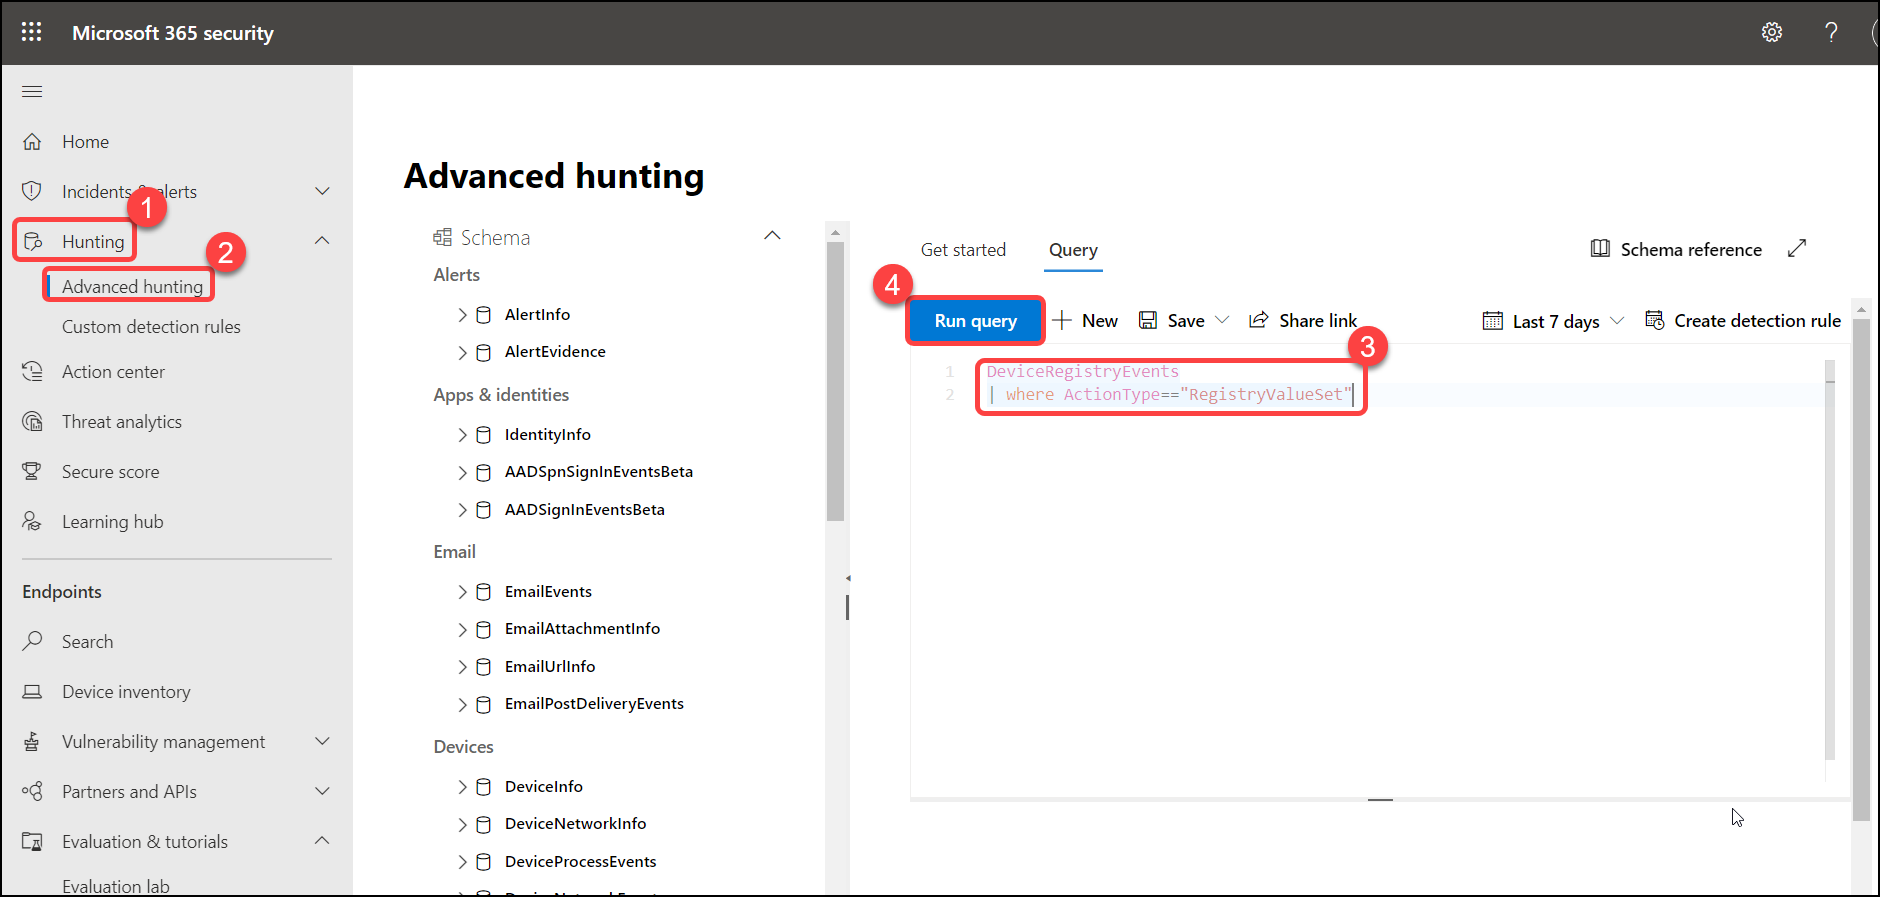 Microsoft 365 security
?
Home
Incidents & alerts
1
Hunting
2
Advanced hunting
Custom detection rules
Action center
Threat analytics
Secure score
Learning hub
Endpoints
Search
Device inventory
Vulnerability management
Partners and APIs
Evaluation & tutorials
Evaluation lab
Advanced hunting
Schema
Alerts
AlertInfo
AlertEvidence
Apps & identities
IdentityInfo
AADSpnSignInEventsBeta
AADSignInEventsBeta
Email
EmailEvents
EmailAttachmentInfo
EmailUrlInfo
EmailPostDeliveryEvents
Devices
DeviceInfo
DeviceNetworkInfo
DeviceProcessEvents
Get started Query Schema reference
4
Run query New Save Share link Last 7 days Create detection rule
3
1 DeviceRegistryEvents
2 | where ActionType=="RegistryValueSet"